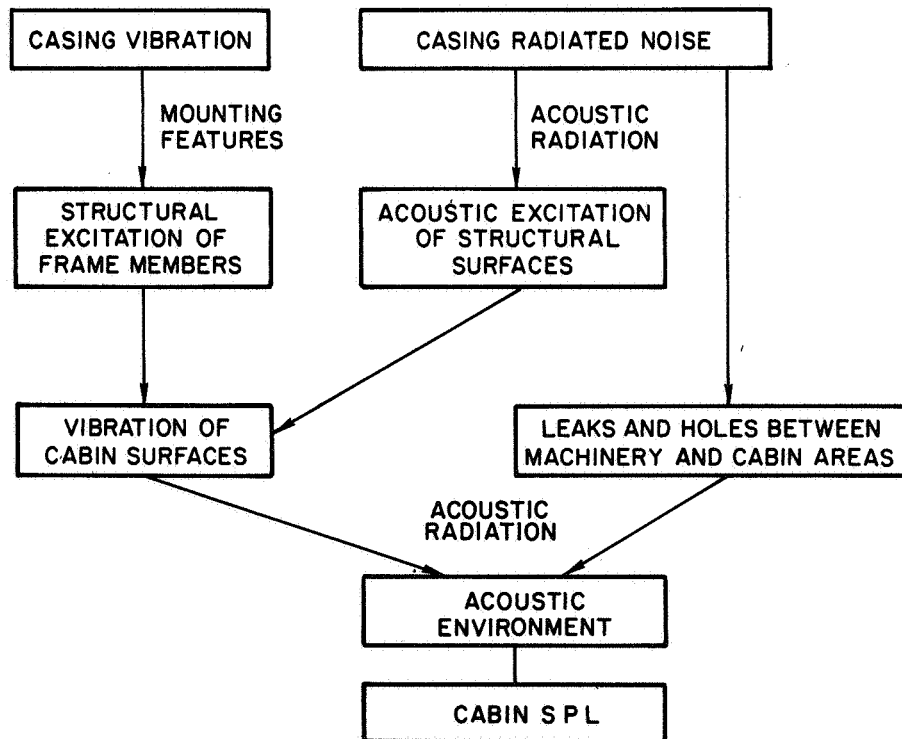 CASING VIBRATION
CASING RADIATED NOISE
MOUNTING
FEATURES
ACOUSTIC
RADIATION
STRUCTURAL
EXCITATION OF
FRAME MEMBERS
ACOUSTIC EXCITATION
OF STRUCTURAL
SURFACES
VIBRATION OF
CABIN SURFACES
LEAKS AND HOLES BETWEEN
MACHINERY AND CABIN AREAS
ACOUSTIC
RADIATION
ACOUSTIC
ENVIRONMENT
CABIN S P L